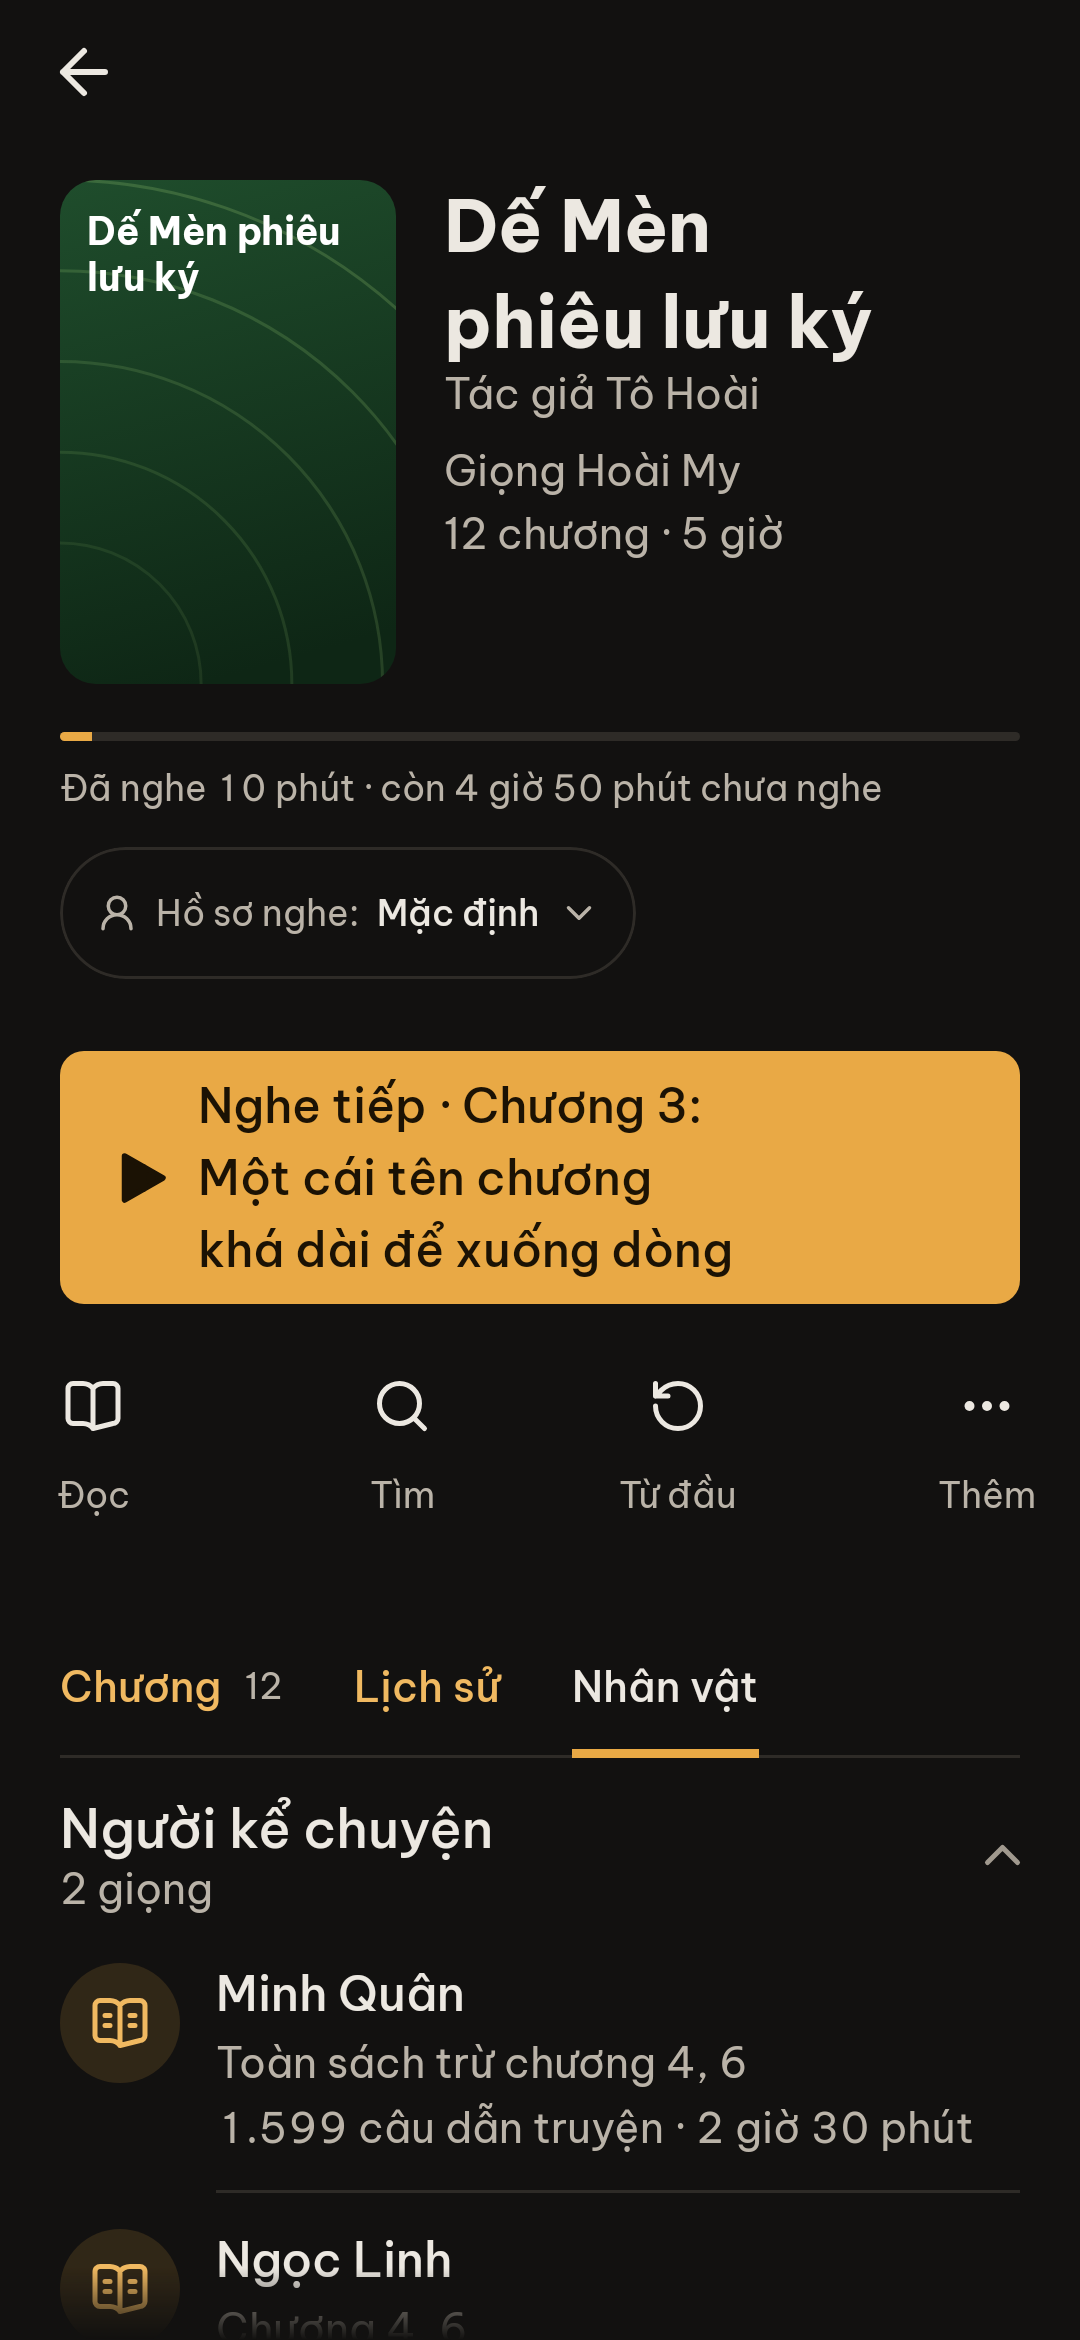 Dế Mèn phiêu
lưu ký
Dế Mèn
phiêu lưu ký
Tác giả Tô Hoài
Giọng Hoài My
12 chương · 5 giờ
Đã nghe 10 phút · còn 4 giờ 50 phút chưa nghe
Hồ sơ nghe: Mặc định
Nghe tiếp · Chương 3:
Một cái tên chương
khá dài để xuống dòng
Đọc
Tìm
Từ đầu
Thêm
Chương 12
Lịch sử
Nhân vật
Người kể chuyện
2 giọng
Minh Quân
Toàn sách trừ chương 4, 6
1.599 câu dẫn truyện · 2 giờ 30 phút
Ngọc Linh
Chương 4, 6